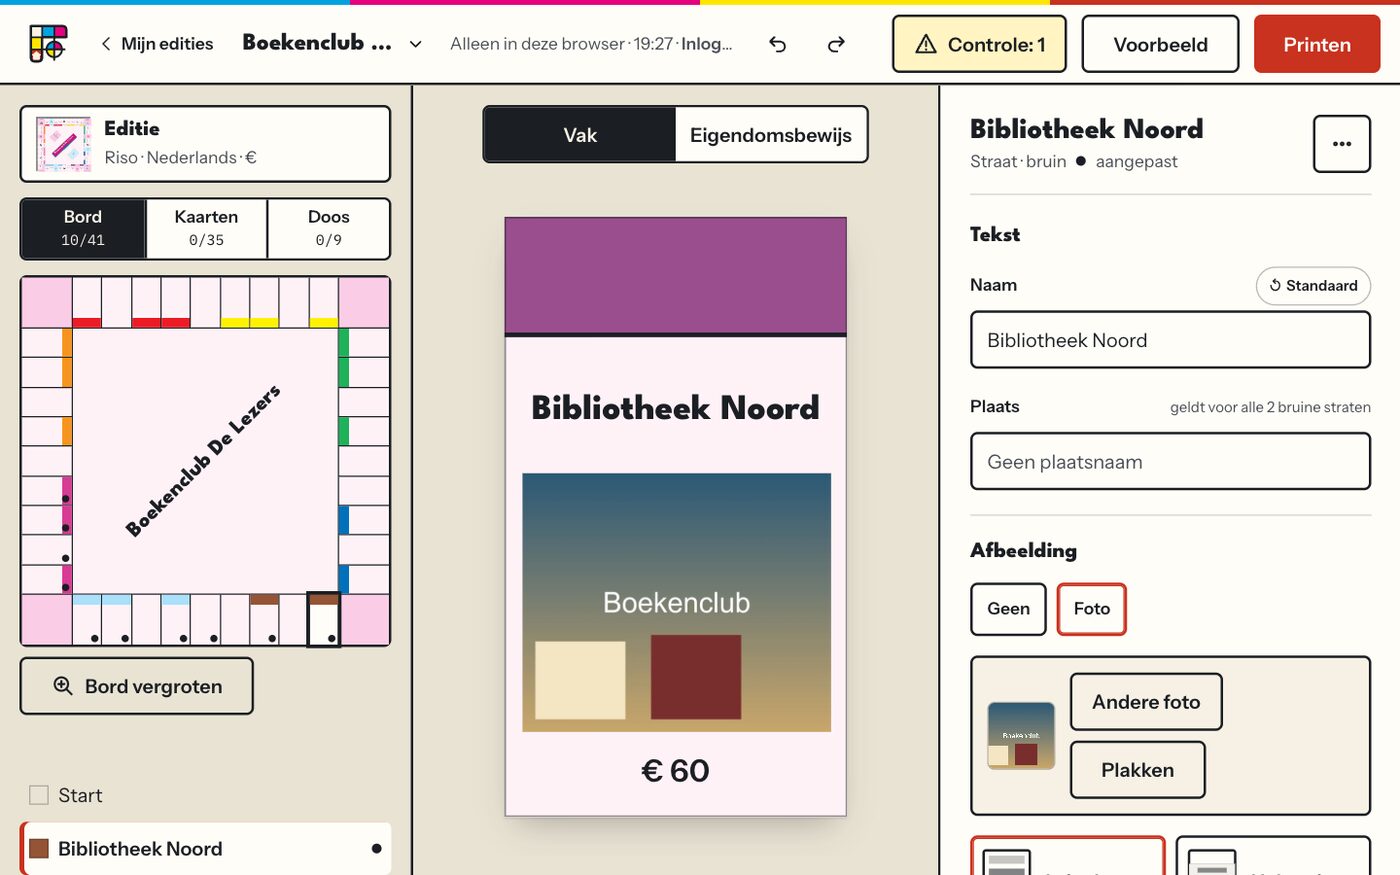 Mijn edities
Boekenclub ...
Alleen in deze browser · 19:27 · Inlog...
Controle: 1
Voorbeeld
Printen
Editie
Riso · Nederlands · €
Bord
10/41
Kaarten
0/35
Doos
0/9
Boekenclub De Lezers
Bord vergroten
Start
Bibliotheek Noord
Vak
Eigendomsbewijs
Bibliotheek Noord
Boekenclub
€ 60
Bibliotheek Noord
Straat · bruin ● aangepast
Tekst
Naam
Standaard
Bibliotheek Noord
Plaats
geldt voor alle 2 bruine straten
Geen plaatsnaam
Afbeelding
Geen
Foto
Boekenclub
Andere foto
Plakken